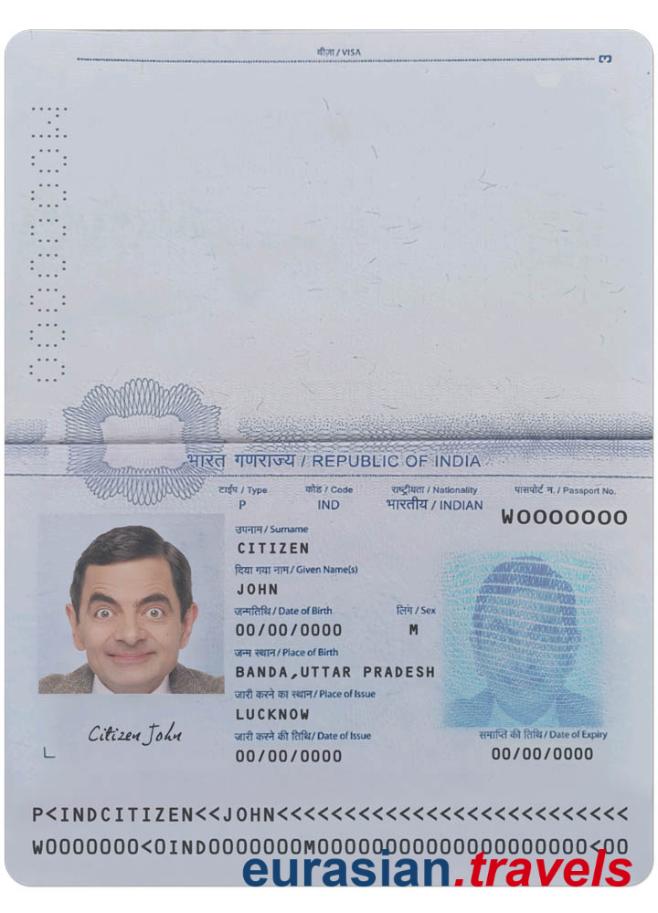 वीज़ा / VISA
3
W0000000
भारत गणराज्य / REPUBLIC OF INDIA
टाईप / Type कोड / Code राष्ट्रीयता / Nationality पासपोर्ट न. / Passport No.
P IND भारतीय / INDIAN W0000000
उपनाम / Surname
CITIZEN
दिया गया नाम / Given Name(s)
JOHN
जन्मतिथि / Date of Birth लिंग / Sex
00/00/0000 M
जन्म स्थान / Place of Birth
BANDA,UTTAR PRADESH
जारी करने का स्थान / Place of Issue
LUCKNOW
जारी करने की तिथि / Date of Issue समाप्ति की तिथि / Date of Expiry
00/00/0000 00/00/0000
Citizen John
L
P<INDCITIZEN<<JOHN<<<<<<<<<<<<<<<<<<<<<<<<<<
W0000000<0IND0000000M00000000000000000000<00
eurasian.travels